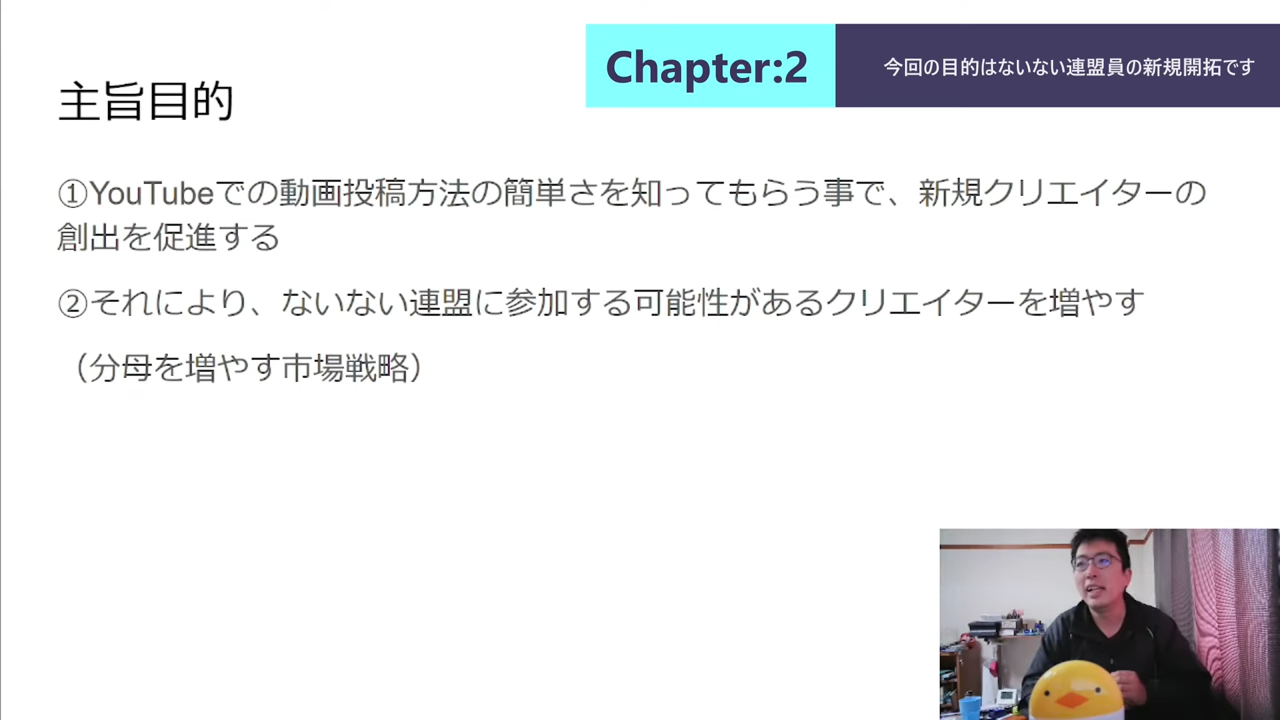 Chapter:2
今回の目的はないない連盟員の新規開拓です
主旨目的
①YouTubeでの動画投稿方法の簡単さを知ってもらう事で、新規クリエイターの
創出を促進する
②それにより、ないない連盟に参加する可能性があるクリエイターを増やす
（分母を増やす市場戦略）